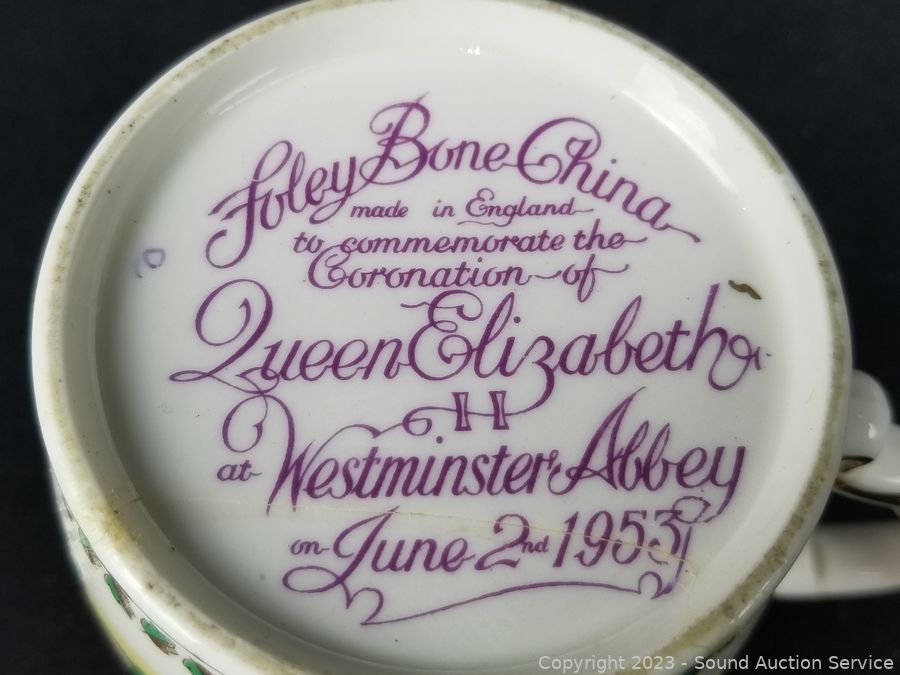 Foley Bone China
made in England
to commemorate the
Coronation of
Queen Elizabeth
II
at Westminster Abbey
on June 2nd 1953
Copyright © 2023 - Sound Auction Service